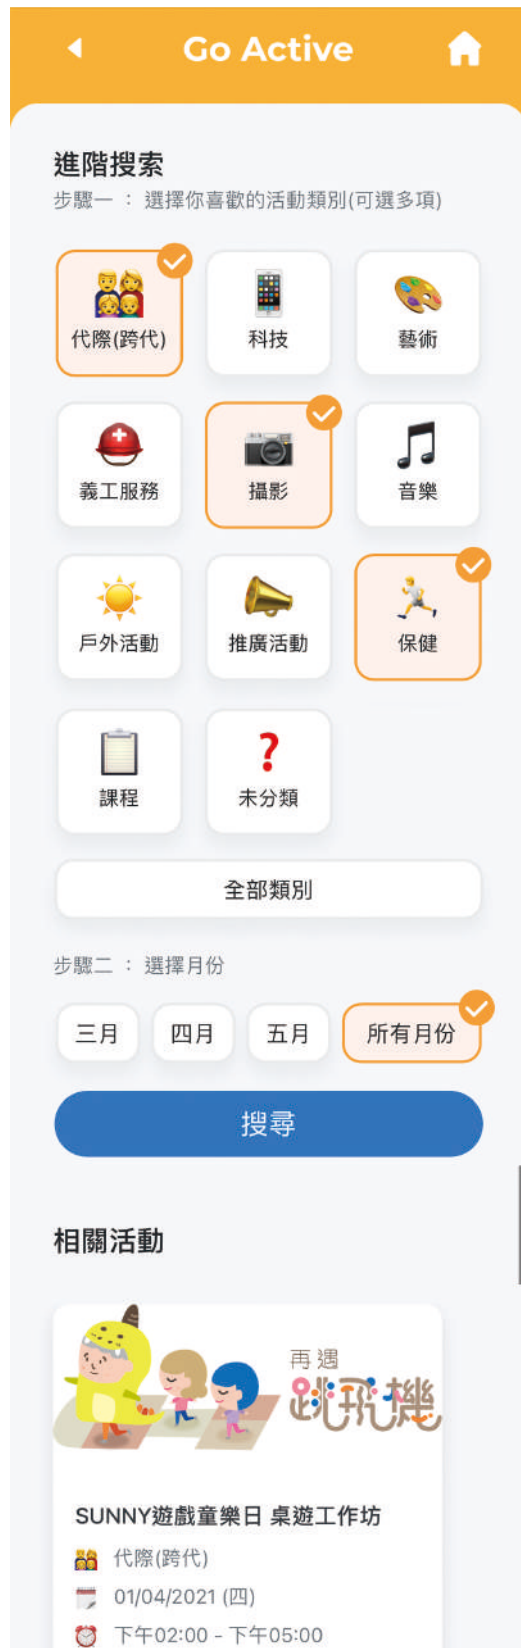 Go Active
進階搜索
步驟一 ： 選擇你喜歡的活動類別(可選多項)
代際(跨代)
科技
藝術
義工服務
攝影
音樂
戶外活動
推廣活動
保健
課程
未分類
全部類別
步驟二 ： 選擇月份
三月
四月
五月
所有月份
搜尋
相關活動
再遇
跳飛機
SUNNY遊戲童樂日 桌遊工作坊
代際(跨代)
01/04/2021 (四)
下午02:00 - 下午05:00